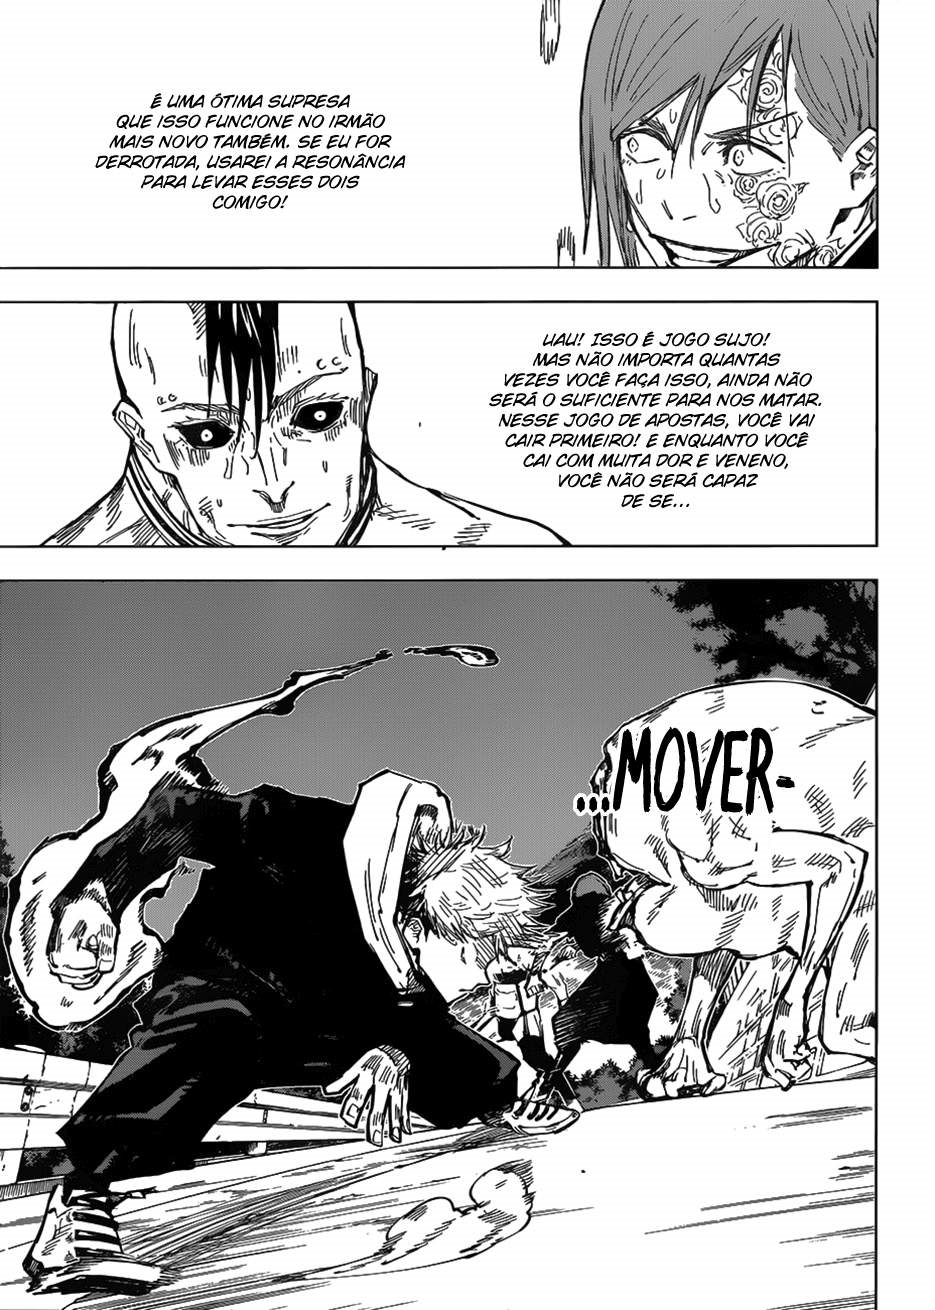 É UMA ÓTIMA SUPRESA
QUE ISSO FUNCIONE NO IRMÃO
MAIS NOVO TAMBÉM. SE EU FOR
DERROTADA, USAREI A RESONÂNCIA
PARA LEVAR ESSES DOIS
COMIGO!
UAU! ISSO É JOGO SUJO!
MAS NÃO IMPORTA QUANTAS
VEZES VOCÊ FAÇA ISSO, AINDA NÃO
SERÁ O SUFICIENTE PARA NOS MATAR.
NESSE JOGO DE APOSTAS, VOCÊ VAI
CAIR PRIMEIRO! E ENQUANTO VOCÊ
CAI COM MUITA DOR E VENENO,
VOCÊ NÃO SERÁ CAPAZ
DE SE...
...MOVER-